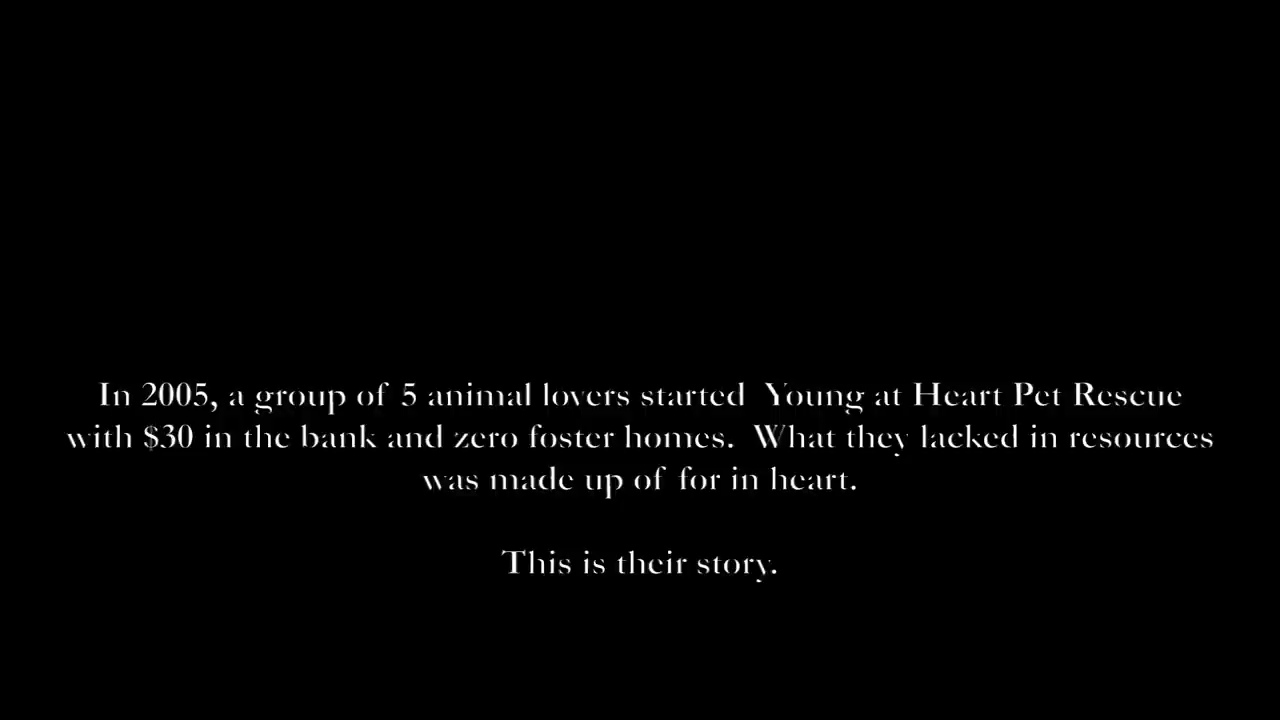 In 2005, a group of 5 animal lovers started Young at Heart Pet Rescue
with $30 in the bank and zero foster homes. What they lacked in resources
was made up of for in heart.
This is their story.